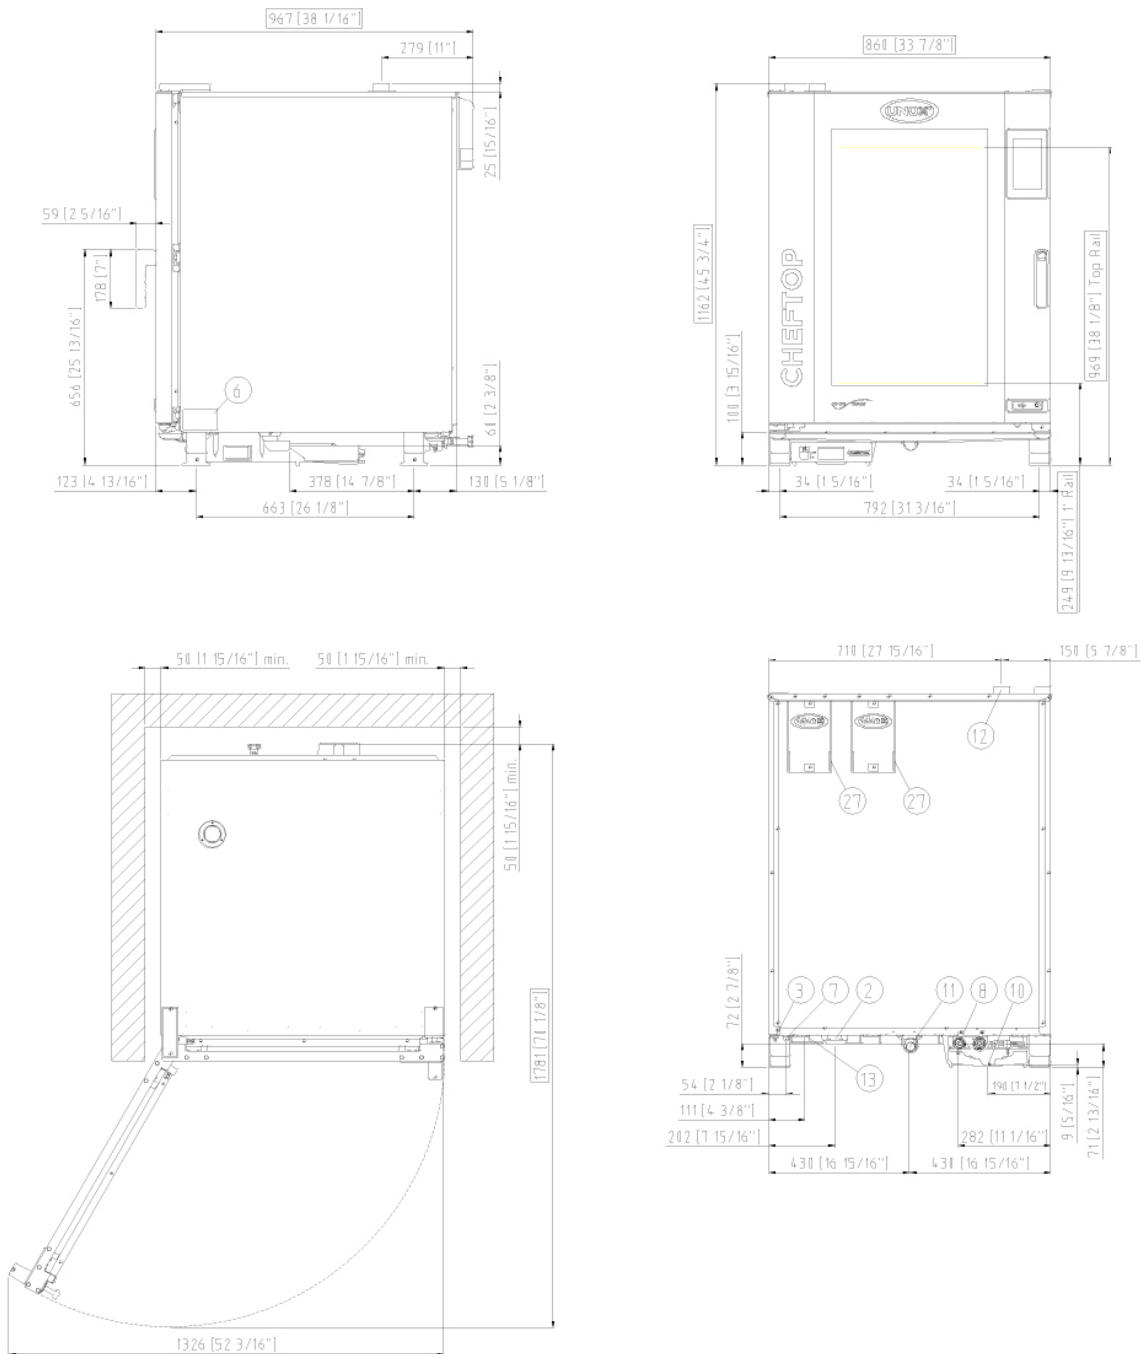 967 [38 1/16"]
279 [11"]
25 [15/16"]
59 [2 5/16"]
178 [7"]
656 [25 13/16"]
6
60 [2 3/8"]
123 [4 13/16"]
378 [14 7/8"]
130 [5 1/8"]
663 [26 1/8"]
860 [33 7/8"]
UNOX
1162 [45 3/4"]
CHEFTOP
969 [38 1/8"] Top Rail
100 [3 15/16"]
34 [1 5/16"]
34 [1 5/16"]
792 [31 3/16"]
249 [9 13/16"] 1° Rail
50 [1 15/16"] min.
50 [1 15/16"] min.
50 [1 15/16"] min.
1781 [70 1/8"]
1326 [52 3/16"]
710 [27 15/16"]
150 [5 7/8"]
12
27
27
72 [2 7/8"]
3
7
2
11
8
10
13
54 [2 1/8"]
190 [7 1/2"]
9 [5/16"]
71 [2 13/16"]
111 [4 3/8"]
202 [7 15/16"]
282 [11 1/16"]
430 [16 15/16"]
430 [16 15/16"]